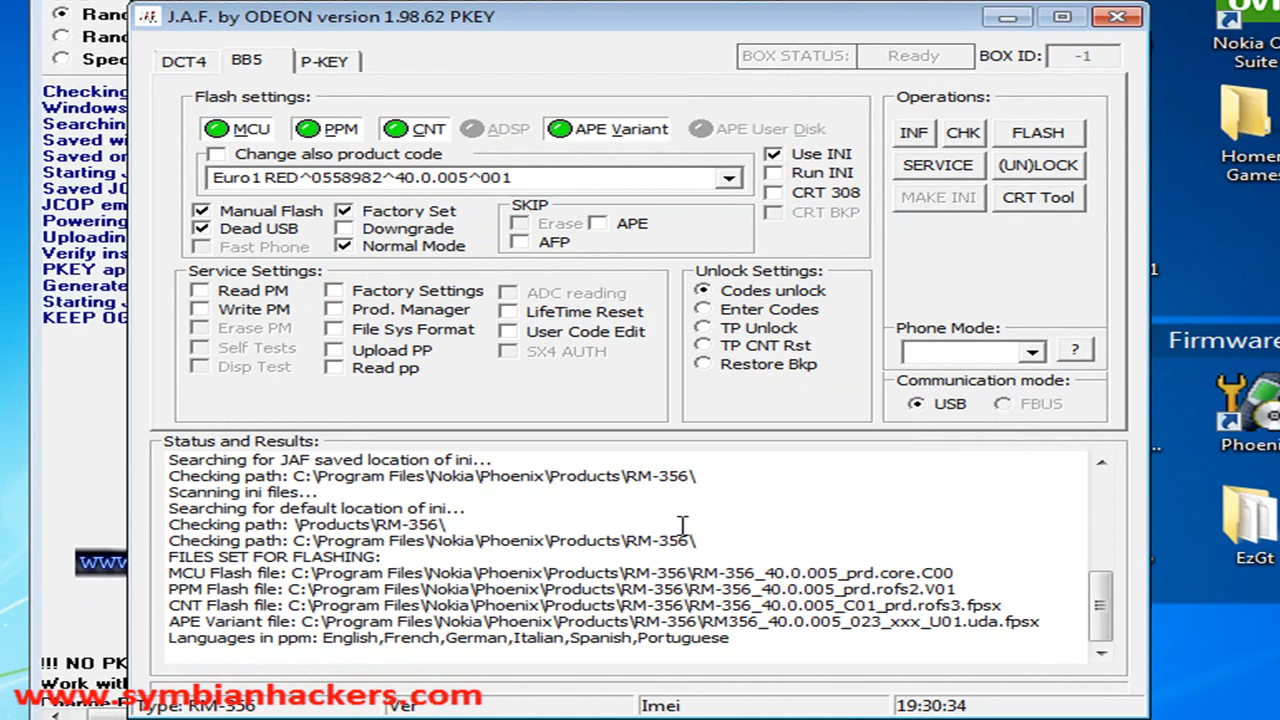 J.A.F. by ODEON version 1.98.62 PKEY
DCT4
BB5
P-KEY
BOX STATUS:
Ready
BOX ID:
-1
Flash settings:
MCU
PPM
CNT
ADSP
APE Variant
APE User Disk
Change also product code
Euro1 RED^0558982^40.0.005^001
Use INI
Run INI
CRT 308
CRT BKP
Manual Flash
Factory Set
Dead USB
Downgrade
Fast Phone
Normal Mode
SKIP
Erase
APE
AFP
Operations:
INF
CHK
FLASH
SERVICE
(UN)LOCK
MAKE INI
CRT Tool
Service Settings:
Read PM
Factory Settings
ADC reading
Write PM
Prod. Manager
LifeTime Reset
Erase PM
File Sys Format
User Code Edit
Self Tests
Upload PP
SX4 AUTH
Disp Test
Read pp
Unlock Settings:
Codes unlock
Enter Codes
TP Unlock
TP CNT Rst
Restore Bkp
Phone Mode:
?
Communication mode:
USB
FBUS
Status and Results:
Searching for JAF saved location of ini...
Checking path: C:\Program Files\Nokia\Phoenix\Products\RM-356\
Scanning ini files...
Searching for default location of ini...
Checking path: \Products\RM-356\
Checking path: C:\Program Files\Nokia\Phoenix\Products\RM-356\
FILES SET FOR FLASHING:
MCU Flash file: C:\Program Files\Nokia\Phoenix\Products\RM-356\RM-356_40.0.005_prd.core.C00
PPM Flash file: C:\Program Files\Nokia\Phoenix\Products\RM-356\RM-356_40.0.005_prd.rofs2.V01
CNT Flash file: C:\Program Files\Nokia\Phoenix\Products\RM-356\RM-356_40.0.005_C01_prd.rofs3.fpsx
APE Variant file: C:\Program Files\Nokia\Phoenix\Products\RM-356\RM356_40.0.005_023_xxx_U01.uda.fpsx
Languages in ppm: English,French,German,Italian,Spanish,Portuguese
Type: RM-356
Ver
Imei
19:30:34
Checking
Windows
Searching
Saved wi
Saved or
Starting J
Saved JC
JCOP em
Powering
Uploading
Verify ins
PKEY ap
Generate
Starting J
KEEP OG
www
!!! NO PK
Work with
www.symbianhackers.com
Nokia O
Suite
Home
Games
Firmware
Phoeni
EzGt